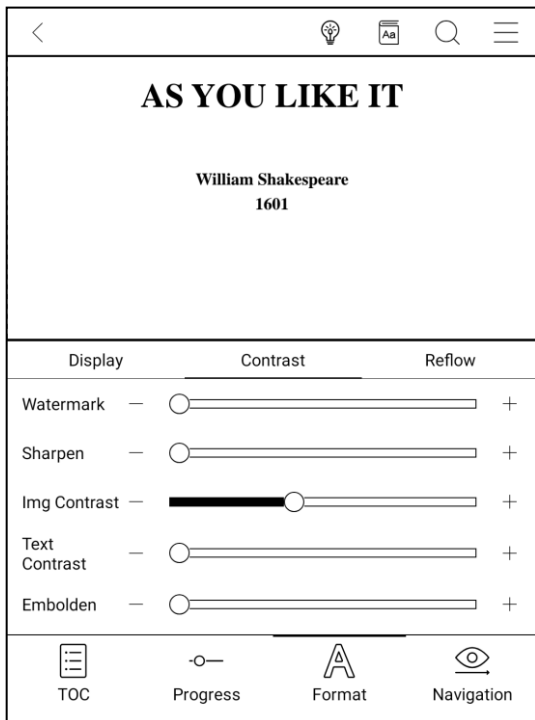 Aa
AS YOU LIKE IT
William Shakespeare
1601
Display Contrast Reflow
Watermark
Sharpen
Img Contrast
Text
Contrast
Embolden
TOC Progress Format Navigation